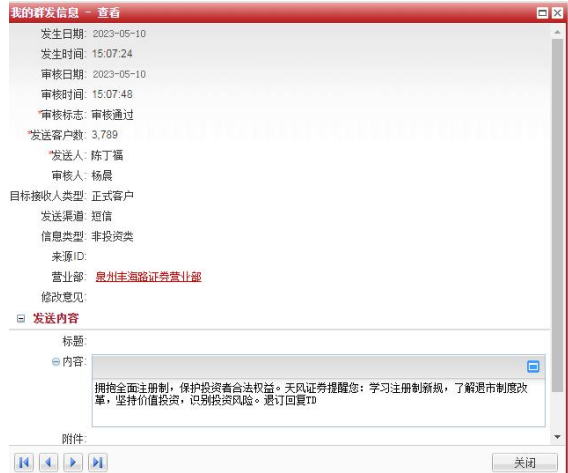 我的群发信息 - 查看
发生日期: 2023-05-10
发生时间: 15:07:24
审核日期: 2023-05-10
审核时间: 15:07:48
*审核标志: 审核通过
*发送客户数: 3,789
*发送人: 陈丁福
审核人: 杨晨
目标接收人类型: 正式客户
发送渠道: 短信
信息类型: 非投资类
来源ID:
营业部: 泉州丰海路证券营业部
修改意见:
发送内容
标题:
内容:
拥抱全面注册制，保护投资者合法权益。天风证券提醒您：学习注册制新规，了解退市制度改
革，坚持价值投资，识别投资风险。退订回复TD
附件:
关闭